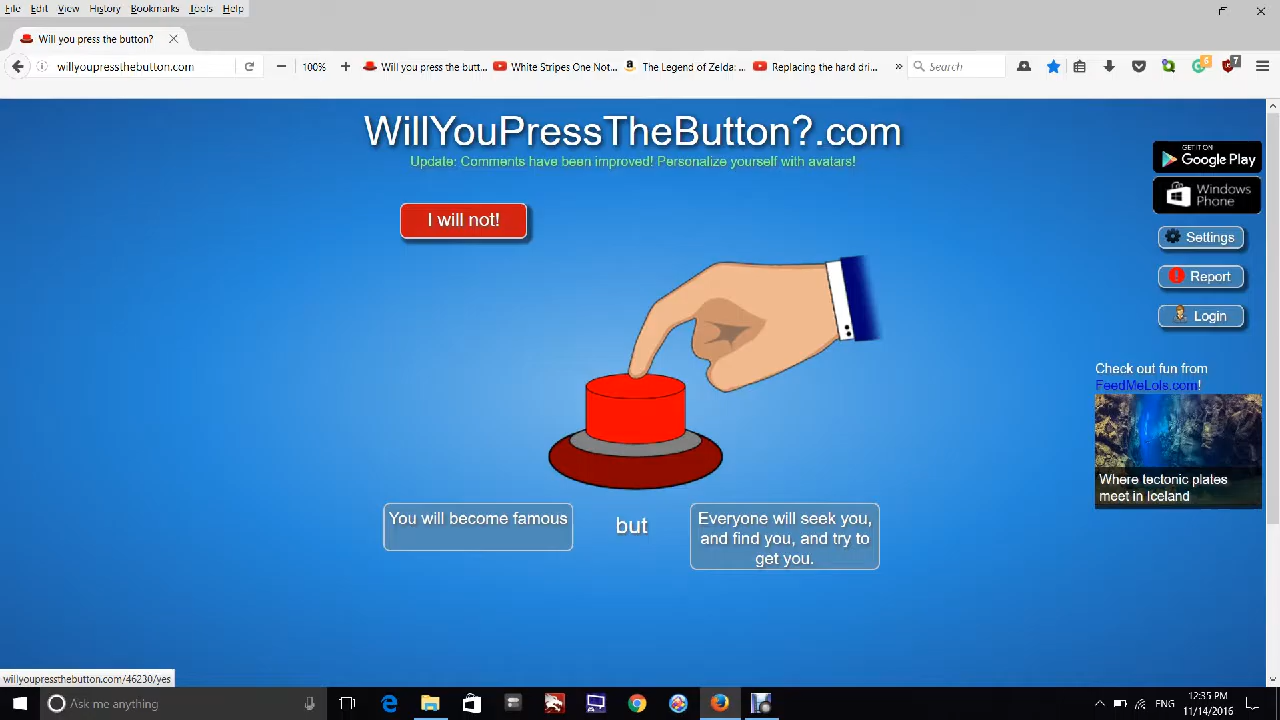 File Edit View History Bookmarks Tools Help
Will you press the button?
willyoupressthebutton.com
100%
Will you press the butt...
White Stripes One Not...
The Legend of Zelda: ...
Replacing the hard dri...
»
Search
6
7
WillYouPressTheButton?.com
Update: Comments have been improved! Personalize yourself with avatars!
GET IT ON
Google Play
Windows
Phone
I will not!
Settings
Report
Login
Check out fun from
FeedMeLols.com!
Where tectonic plates
meet in Iceland
You will become famous
but
Everyone will seek you,
and find you, and try to
get you.
willyoupressthebutton.com/46230/yes
Ask me anything
ENG
12:35 PM
11/14/2016